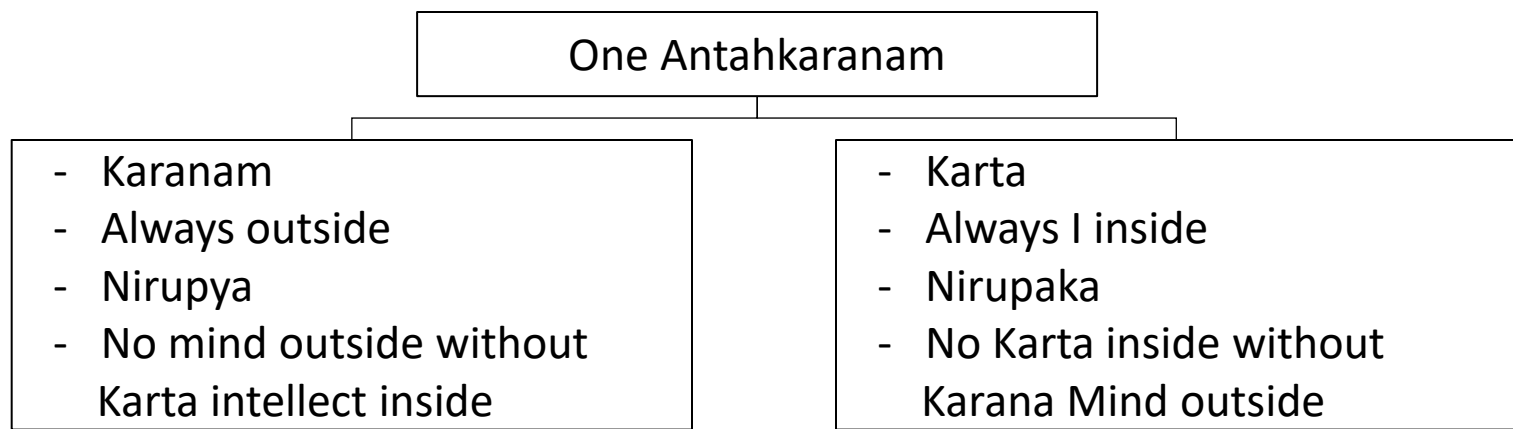 One Antahkaranam
- Karanam
- Always outside
- Nirupya
- No mind outside without
Karta intellect inside
- Karta
- Always I inside
- Nirupaka
- No Karta inside without
Karana Mind outside